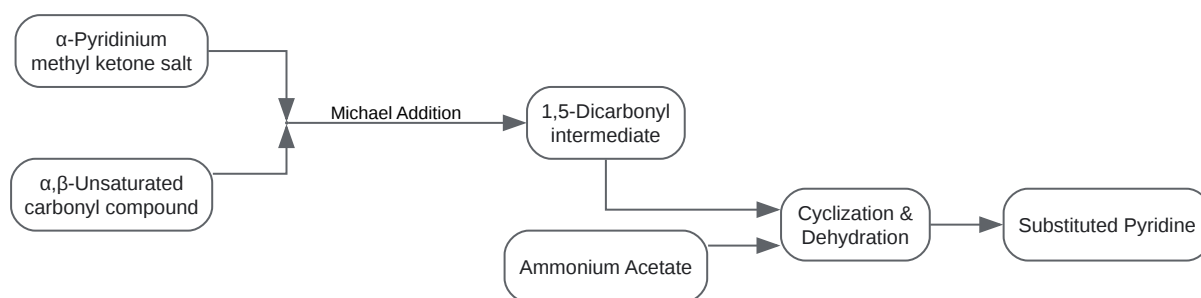 α-Pyridinium
methyl ketone salt
Michael Addition
1,5-Dicarbonyl
intermediate
α,β-Unsaturated
carbonyl compound
Cyclization &
Dehydration
Substituted Pyridine
Ammonium Acetate